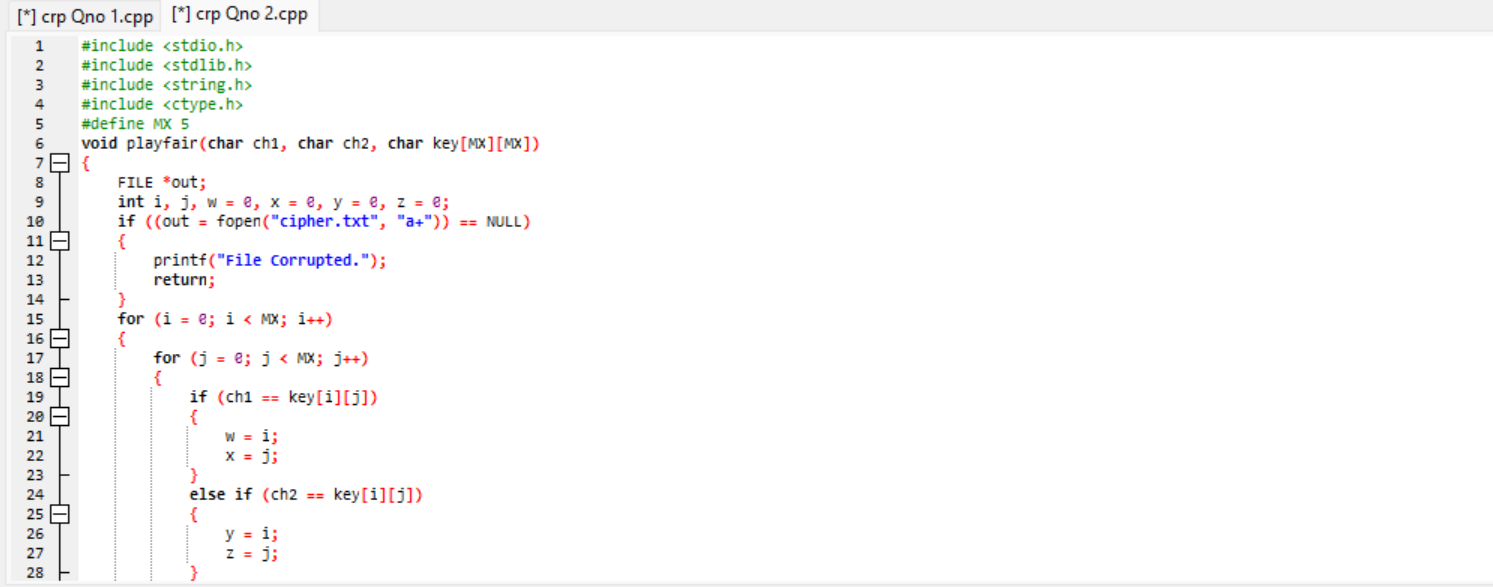 [*] crp Qno 1.cpp [*] crp Qno 2.cpp
1 #include <stdio.h>
2 #include <stdlib.h>
3 #include <string.h>
4 #include <ctype.h>
5 #define MX 5
6 void playfair(char ch1, char ch2, char key[MX][MX])
7 {
8 FILE *out;
9 int i, j, w = 0, x = 0, y = 0, z = 0;
10 if ((out = fopen("cipher.txt", "a+")) == NULL)
11 {
12 printf("File Corrupted.");
13 return;
14 }
15 for (i = 0; i < MX; i++)
16 {
17 for (j = 0; j < MX; j++)
18 {
19 if (ch1 == key[i][j])
20 {
21 w = i;
22 x = j;
23 }
24 else if (ch2 == key[i][j])
25 {
26 y = i;
27 z = j;
28 }